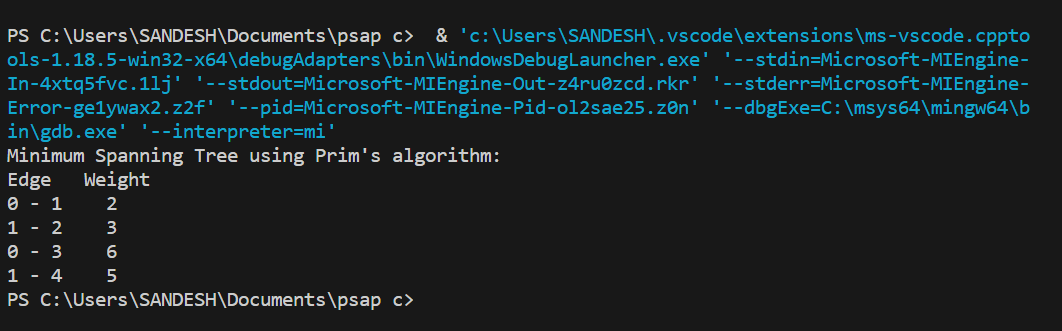 PS C:\Users\SANDESH\Documents\psap c>  & 'c:\Users\SANDESH\.vscode\extensions\ms-vscode.cppto
ols-1.18.5-win32-x64\debugAdapters\bin\WindowsDebugLauncher.exe' '--stdin=Microsoft-MIEngine-
In-4xtq5fvc.1lj' '--stdout=Microsoft-MIEngine-Out-z4ru0zcd.rkr' '--stderr=Microsoft-MIEngine-
Error-ge1ywax2.z2f' '--pid=Microsoft-MIEngine-Pid-ol2sae25.z0n' '--dbgExe=C:\msys64\mingw64\b
in\gdb.exe' '--interpreter=mi'
Minimum Spanning Tree using Prim's algorithm:
Edge   Weight
0 - 1    2
1 - 2    3
0 - 3    6
1 - 4    5
PS C:\Users\SANDESH\Documents\psap c>